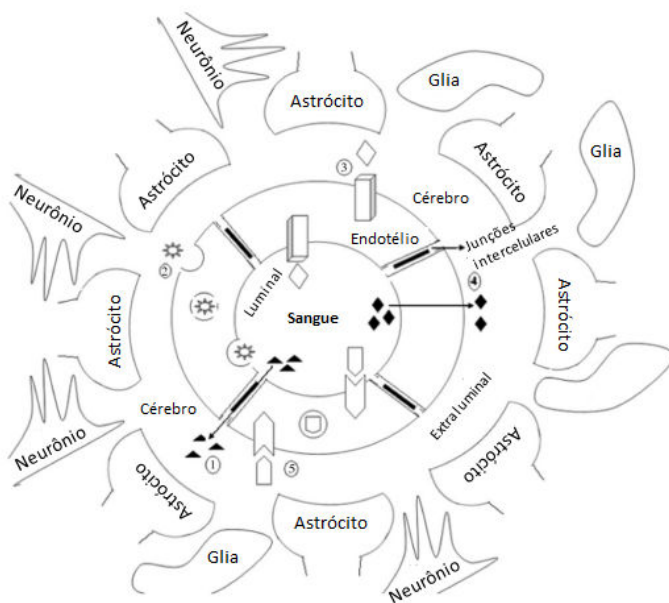 Neurônio
Astrócito
Glia
Astrócito
Astrócito
Glia
Neurônio
③
Cérebro
Endotélio
Junções
intercelulares
②
Luminal
④
Sangue
Astrócito
Astrócito
Extraluminal
Cérebro
Neurônio
①
⑤
Astrócito
Astrócito
Astrócito
Glia
Neurônio